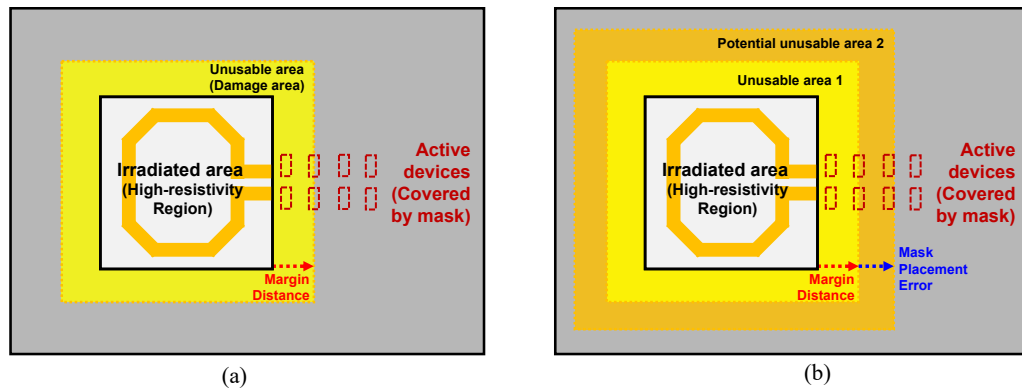 Unusable area
(Damage area)
Irradiated area
(High-resistivity
Region)
Active
devices
(Covered
by mask)
Margin
Distance
(a)
Potential unusable area 2
Unusable area 1
Irradiated area
(High-resistivity
Region)
Active
devices
(Covered
by mask)
Margin
Distance
Mask
Placement
Error
(b)